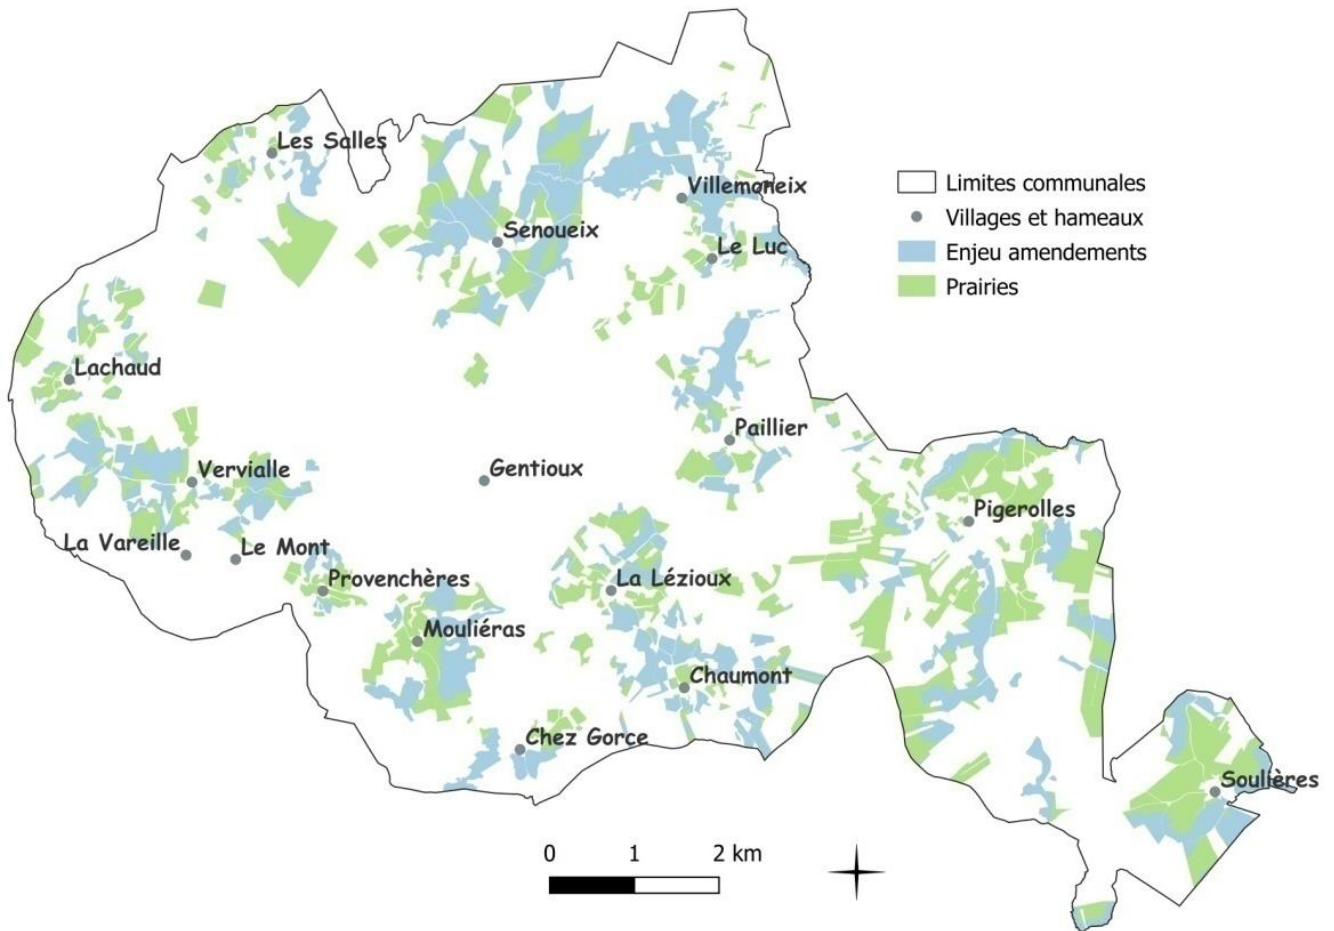 Les Salles
Limites communales
Villemoneix
Villages et hameaux
Senoueix
Le Luc
Enjeu amendements
Prairies
Lachaud
Paillier
Vervialle
Gentioux
Pigerolles
La Vareille
Le Mont
Provenchères
La Lézioux
Mouliéras
Chaumont
Chez Gorce
Soulières
0 1 2 km